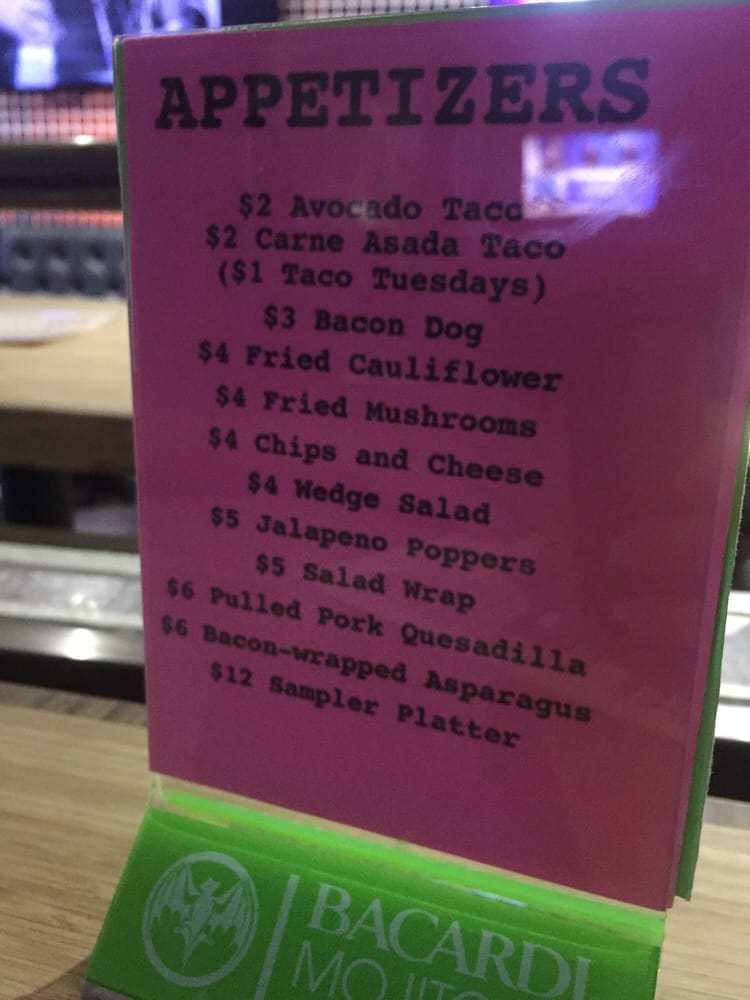 APPETIZERS
$2 Avocado Taco
$2 Carne Asada Taco
($1 Taco Tuesdays)
$3 Bacon Dog
$4 Fried Cauliflower
$4 Fried Mushrooms
$4 Chips and Cheese
$4 Wedge Salad
$5 Jalapeno Poppers
$5 Salad Wrap
$6 Pulled Pork Quesadilla
$6 Bacon-wrapped Asparagus
$12 Sampler Platter
BACARDI
MOJITO